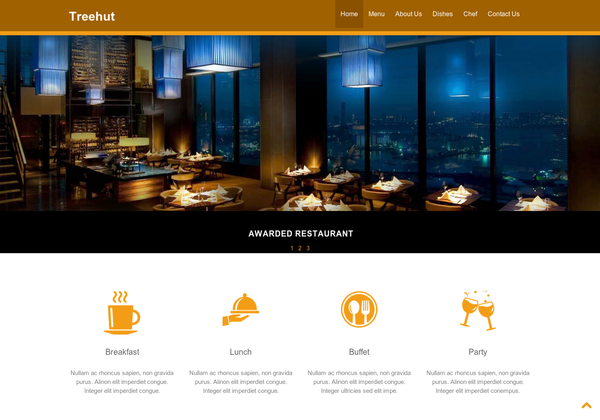 Treehut
Home Menu About Us Dishes Chef Contact Us
AWARDED RESTAURANT
1 2 3
Breakfast
Nullam ac rhoncus sapien, non gravida
purus. Alinon elit imperdiet congue.
Integer elit imperdiet congue.
Lunch
Nullam ac rhoncus sapien, non gravida
purus. Alinon elit imperdiet congue.
Integer elit imperdiet congue.
Buffet
Nullam ac rhoncus sapien, non gravida
purus. Alinon elit imperdiet congue.
Integer ultricies sed elit impe.
Party
Nullam ac rhoncus sapien, non gravida
purus. Alinon elit imperdiet congue.
Integer elit imperdiet conempus.